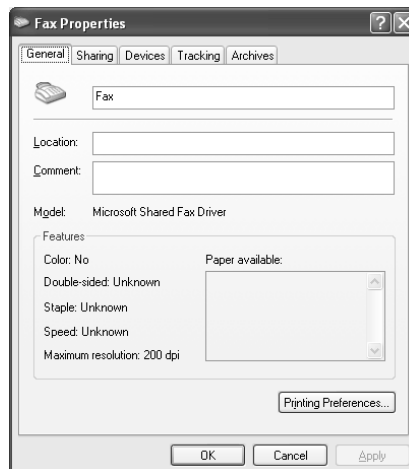 Fax Properties
General Sharing Devices Tracking Archives
Fax
Location:
Comment:
Model: Microsoft Shared Fax Driver
Features
Color: No Paper available:
Double-sided: Unknown
Staple: Unknown
Speed: Unknown
Maximum resolution: 200 dpi
Printing Preferences...
OK Cancel Apply